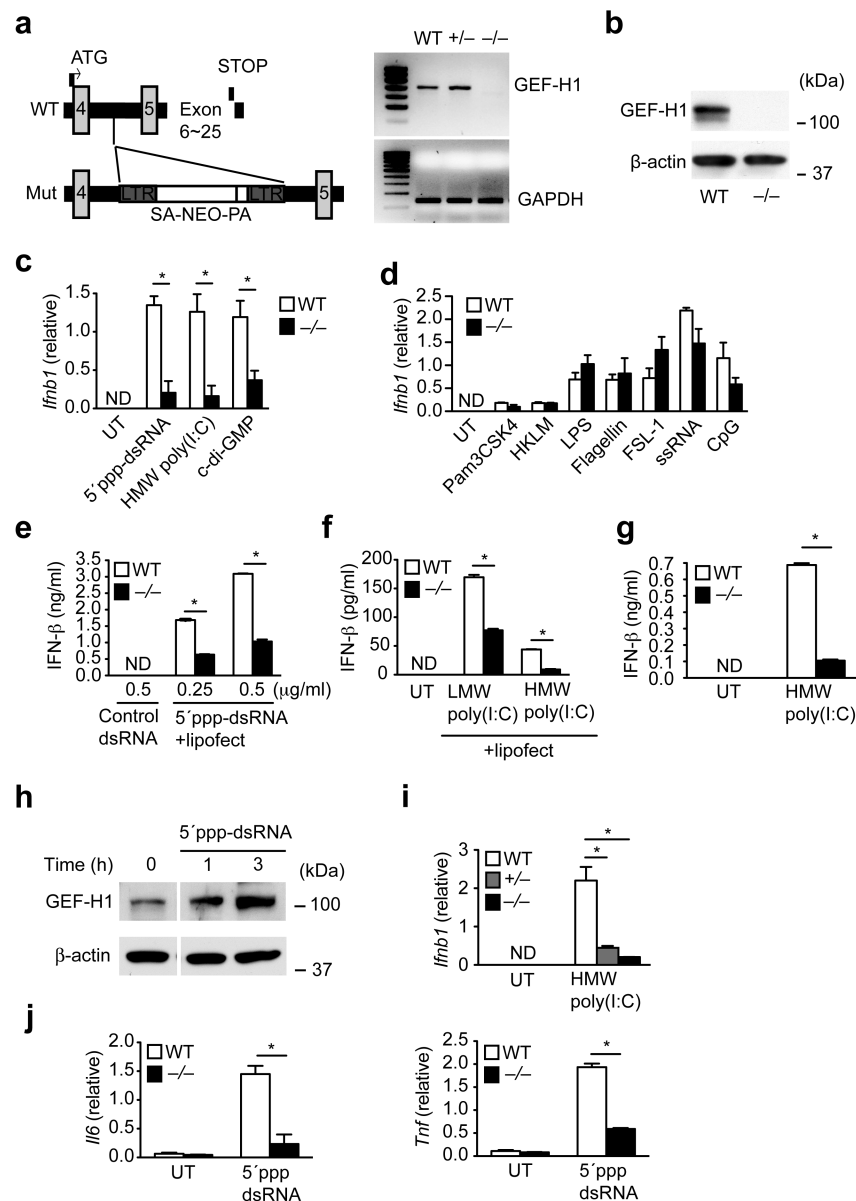 a
ATG
STOP
WT
4
5
Exon
6~25
Mut
4
LTR
LTR
5
SA-NEO-PA
WT +/– –/–
GEF-H1
GAPDH
b
(kDa)
GEF-H1
– 100
β-actin
– 37
WT –/–
c
Ifnb1 (relative)
1.5
1.0
0.5
0.0
ND
* * *
WT
–/–
UT
5´ppp-dsRNA
HMW poly(I:C)
c-di-GMP
d
Ifnb1 (relative)
2.5
2.0
1.5
1.0
0.5
0.0
ND
WT
–/–
UT
Pam3CSK4
HKLM
LPS
Flagellin
FSL-1
ssRNA
CpG
e
IFN-β (ng/ml)
3.5
3.0
2.5
2.0
1.5
1.0
0.5
0.0
WT
–/–
ND
* *
0.5 0.25 0.5 (μg/ml)
Control
dsRNA
5´ppp-dsRNA
+lipofect
f
IFN-β (pg/ml)
200
150
100
50
0
WT
–/–
ND
* *
UT
LMW
poly(I:C)
HMW
poly(I:C)
+lipofect
g
IFN-β (ng/ml)
0.7
0.6
0.5
0.4
0.3
0.2
0.1
0.0
WT
–/–
ND
*
UT
HMW
poly(I:C)
h
5´ppp-dsRNA
Time (h) 0 1 3 (kDa)
GEF-H1
– 100
β-actin
– 37
i
Ifnb1 (relative)
3
2
1
0
WT
+/–
–/–
ND
*
*
UT
HMW
poly(I:C)
j
Il6 (relative)
2.0
1.5
1.0
0.5
0.0
WT
–/–
*
UT
5´ppp
dsRNA
Tnf (relative)
2.0
1.5
1.0
0.5
0.0
WT
–/–
*
UT
5´ppp
dsRNA